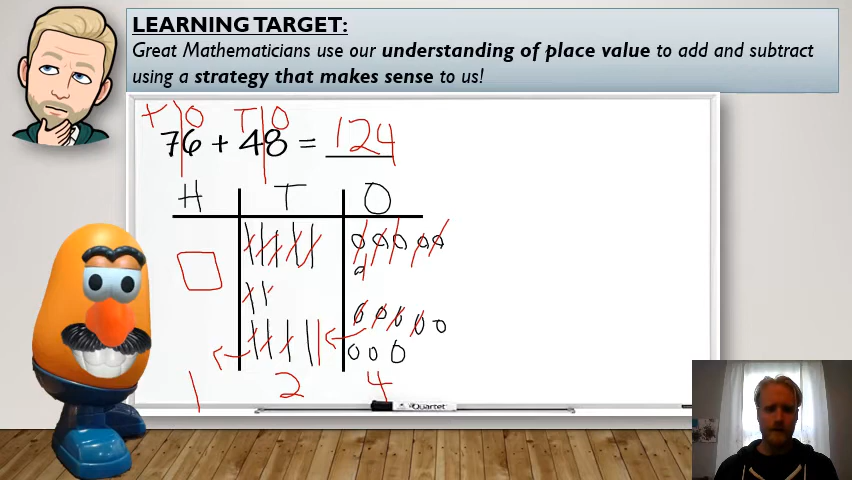 LEARNING TARGET:
Great Mathematicians use our understanding of place value to add and subtract
using a strategy that makes sense to us!
T O T O
76 + 48 = 124
H T O
1 2 4
Quartet